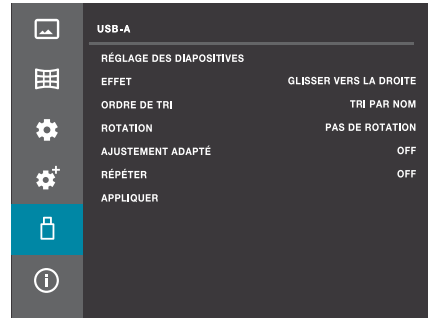 USB-A
RÉGLAGE DES DIAPOSITIVES
EFFET GLISSER VERS LA DROITE
ORDRE DE TRI TRI PAR NOM
ROTATION PAS DE ROTATION
AJUSTEMENT ADAPTÉ OFF
RÉPÉTER OFF
APPLIQUER